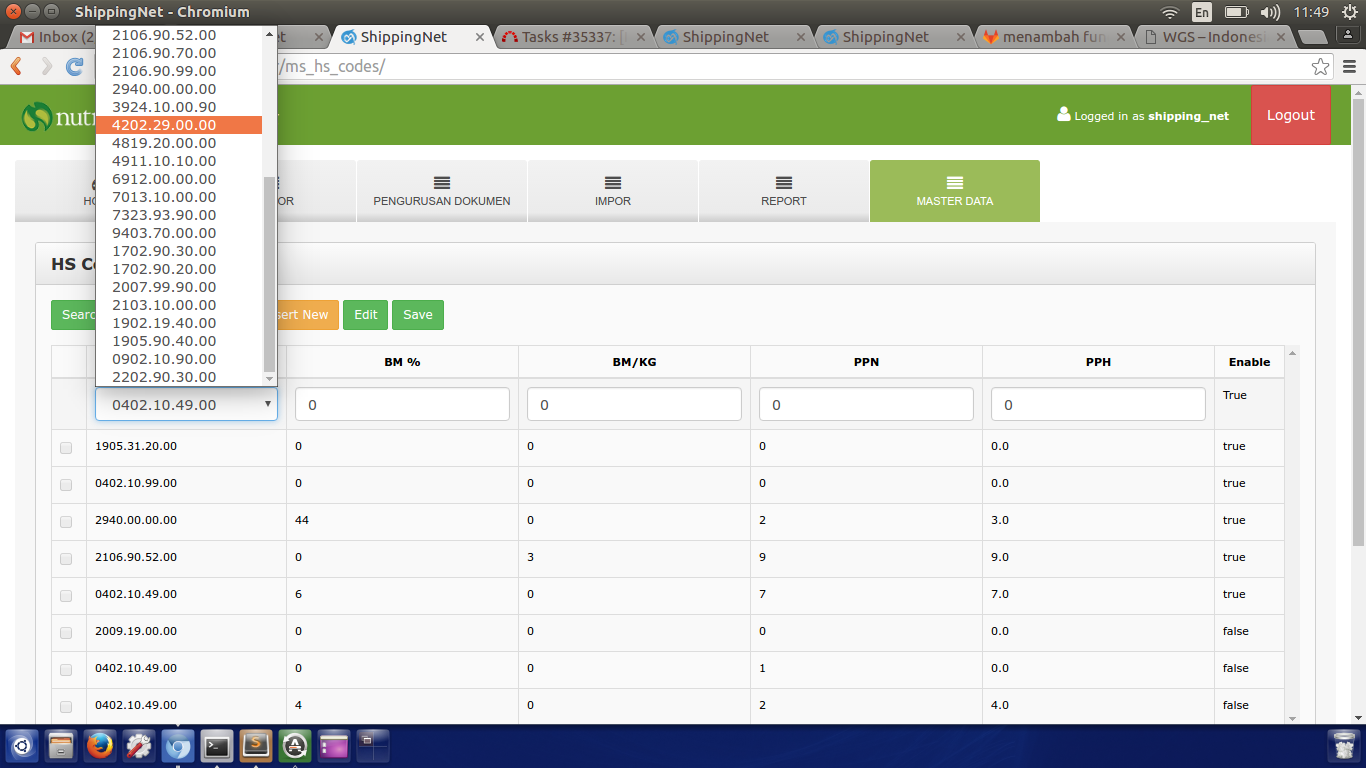 ShippingNet - Chromium
En
11:49
Inbox (2
ShippingNet
Tasks #35337: [
ShippingNet
ShippingNet
menambah fun
WGS – Indones
/ms_hs_codes/
nutr
Logged in as shipping_net
Logout
PENGURUSAN DOKUMEN
IMPOR
REPORT
MASTER DATA
2106.90.52.00
2106.90.70.00
2106.90.99.00
2940.00.00.00
3924.10.00.90
4202.29.00.00
4819.20.00.00
4911.10.10.00
6912.00.00.00
7013.10.00.00
7323.93.90.00
9403.70.00.00
1702.90.30.00
1702.90.20.00
2007.99.90.00
2103.10.00.00
1902.19.40.00
1905.90.40.00
0902.10.90.00
2202.90.30.00
HS C
Searc
sert New
Edit
Save
BM %
BM/KG
PPN
PPH
Enable
0402.10.49.00 0 0 0 0 True
1905.31.20.00 0 0 0 0.0 true
0402.10.99.00 0 0 0 0.0 true
2940.00.00.00 44 0 2 3.0 true
2106.90.52.00 0 3 9 9.0 true
0402.10.49.00 6 0 7 7.0 true
2009.19.00.00 0 0 0 0.0 false
0402.10.49.00 0 0 1 0.0 false
0402.10.49.00 4 0 2 4.0 false